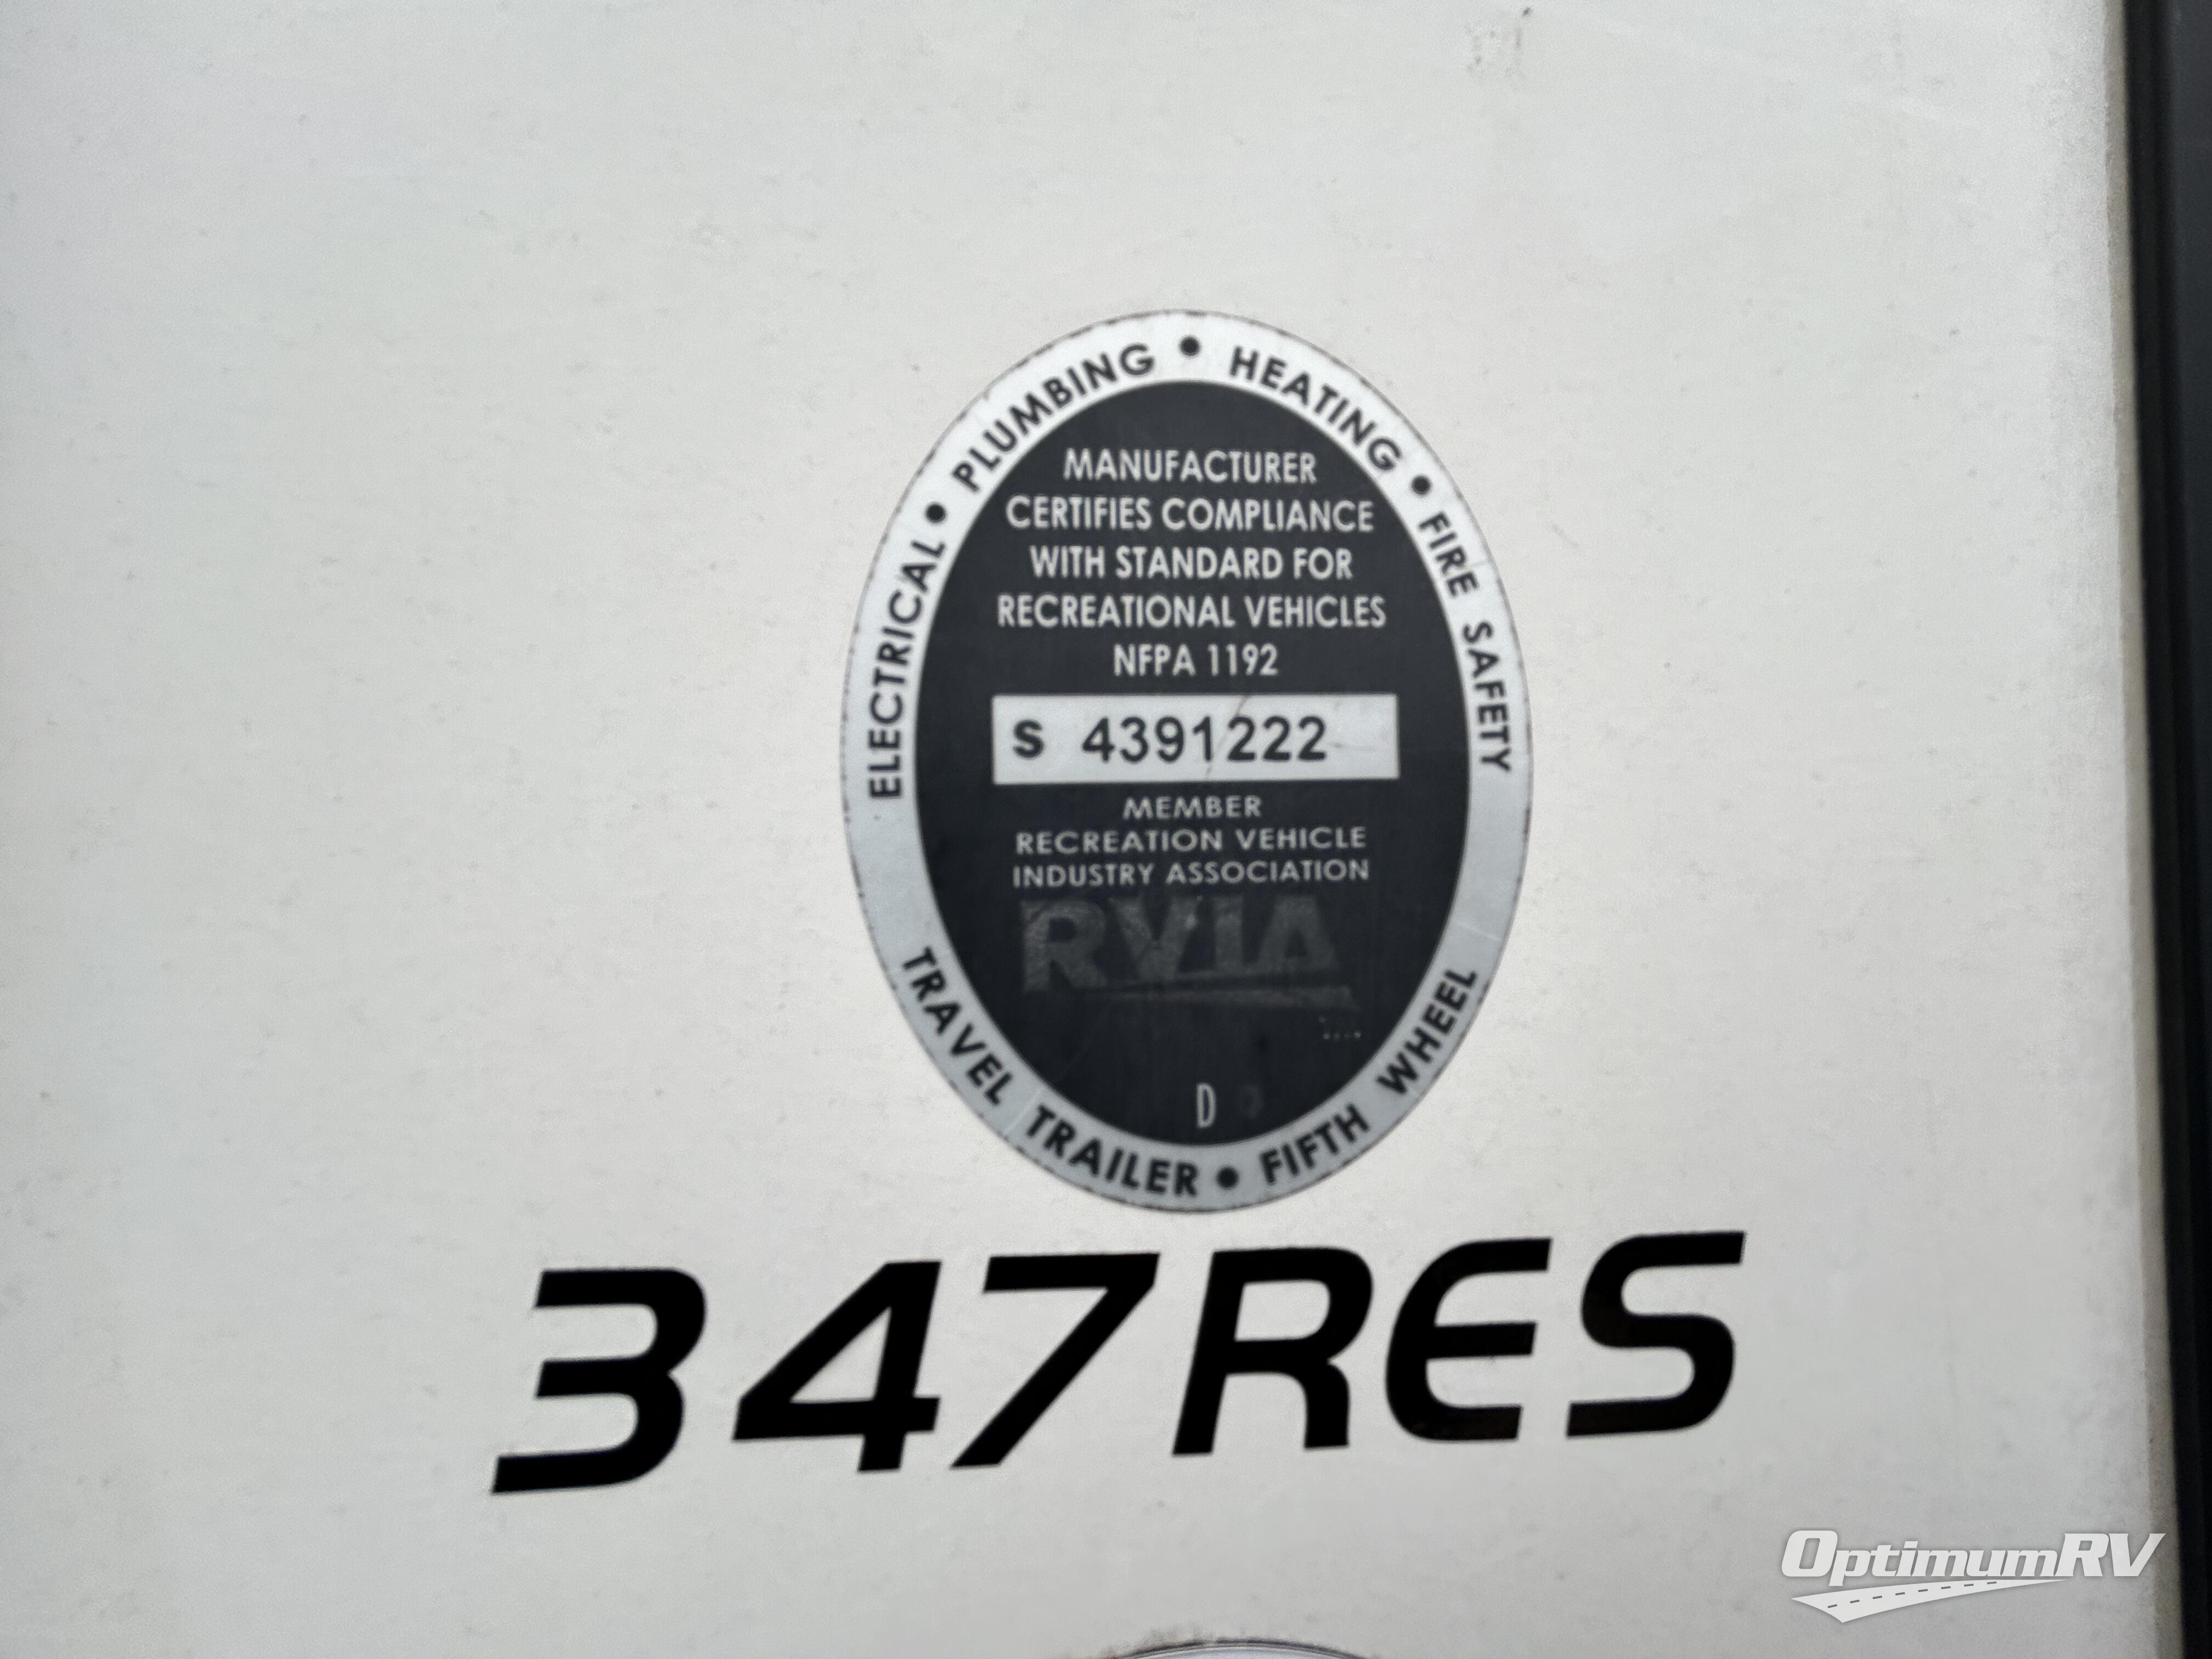 ELECTRICAL • PLUMBING • HEATING • FIRE SAFETY
MANUFACTURER
CERTIFIES COMPLIANCE
WITH STANDARD FOR
RECREATIONAL VEHICLES
NFPA 1192
S 4391222
MEMBER
RECREATION VEHICLE
INDUSTRY ASSOCIATION
RVIA
D
TRAVEL TRAILER • FIFTH WHEEL
347RES
OptimumRV